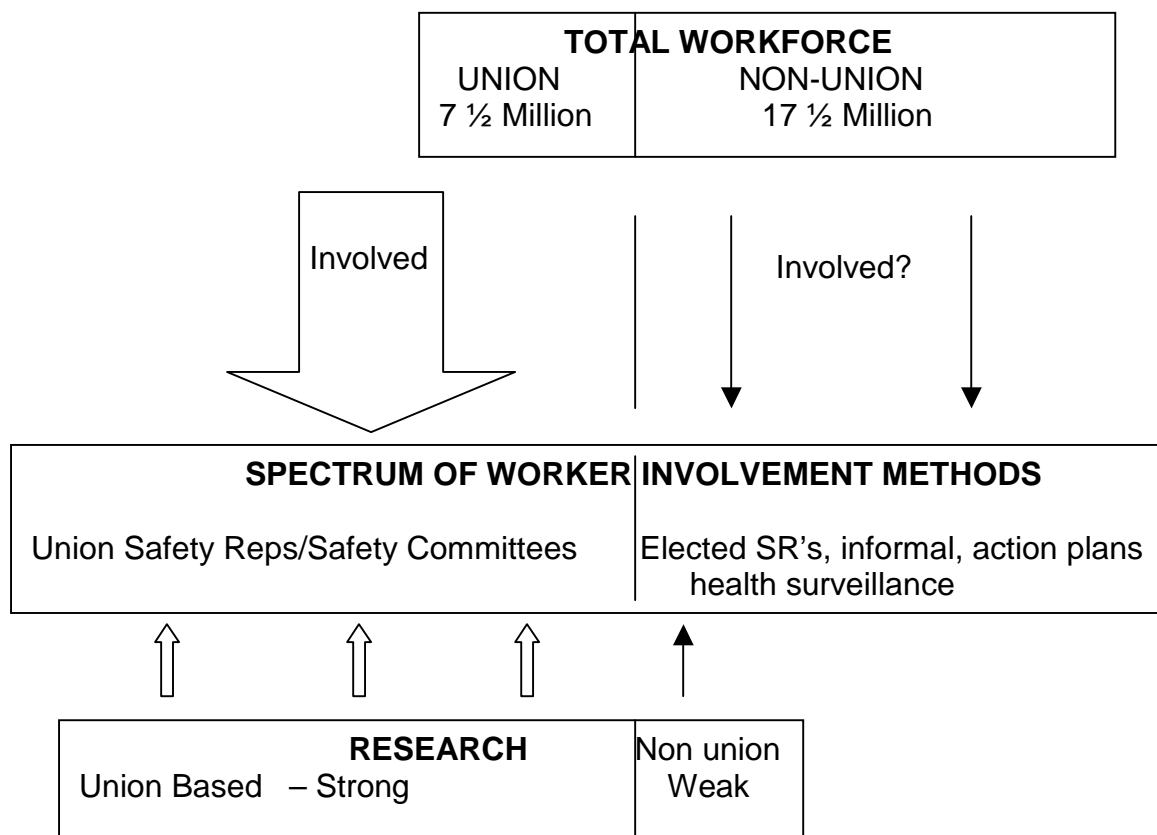 TOTAL WORKFORCE
UNION NON-UNION
7 ½ Million 17 ½ Million
Involved
Involved?
SPECTRUM OF WORKER INVOLVEMENT METHODS
Union Safety Reps/Safety Committees Elected SR's, informal, action plans
health surveillance
RESEARCH Non union
Union Based – Strong Weak